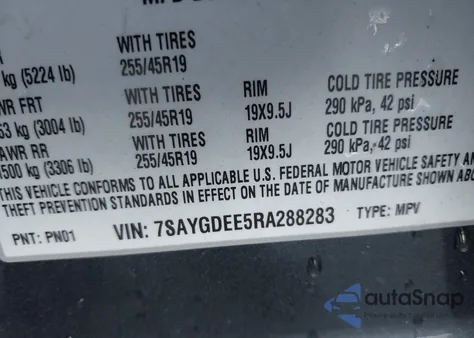 WITH TIRES
kg (5224 lb)
255/45R19
WR FRT
WITH TIRES
RIM
COLD TIRE PRESSURE
63 kg (3004 lb)
255/45R19
19X9.5J
290 kPa, 42 psi
AWR RR
WITH TIRES
RIM
COLD TIRE PRESSURE
1500 kg (3306 lb)
255/45R19
19X9.5J
290 kPa, 42 psi
THIS VEHICLE CONFORMS TO ALL APPLICABLE U.S. FEDERAL MOTOR VEHICLE SAFETY AN
THEFT PREVENTION STANDARDS IN EFFECT ON THE DATE OF MANUFACTURE SHOWN ABO
PNT: PN01
VIN: 7SAYGDEE5RA288283
TYPE: MPV
autoSnap